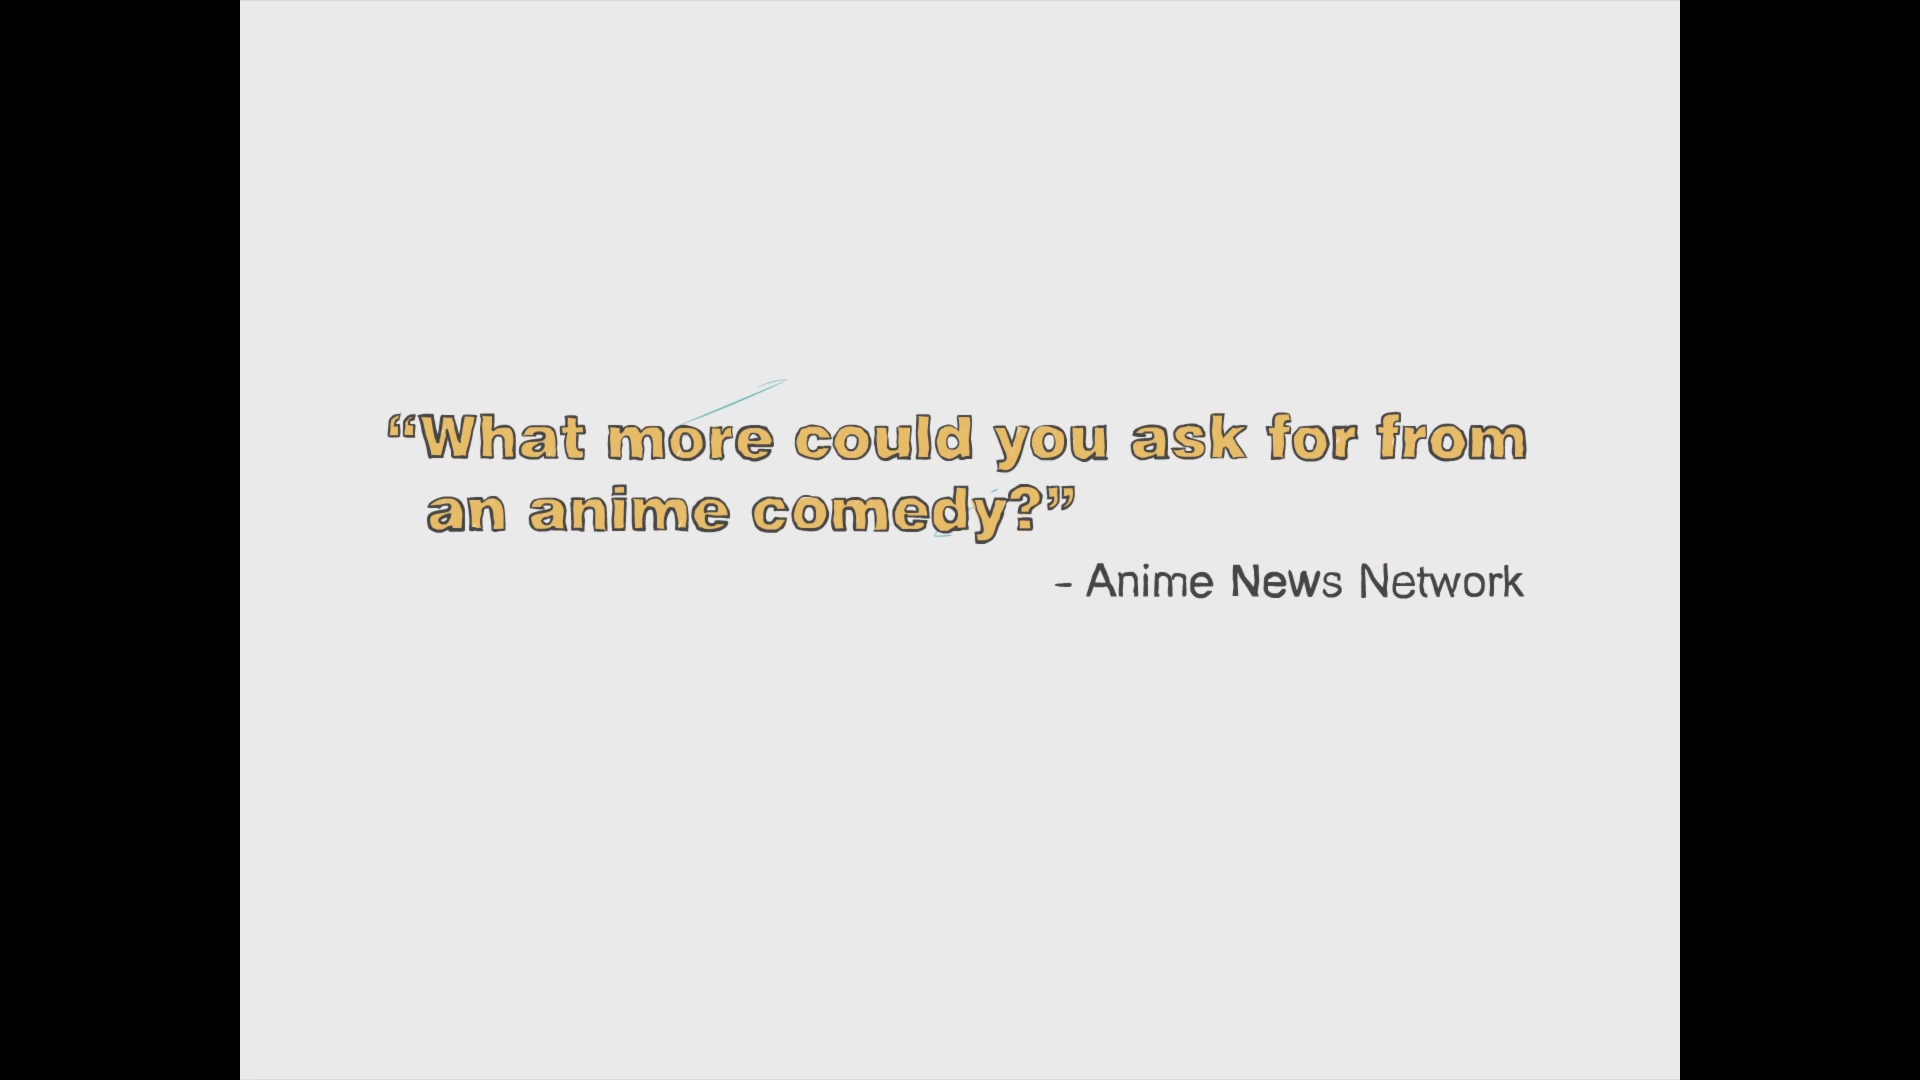 “What more could you ask for from
an anime comedy?”
- Anime News Network